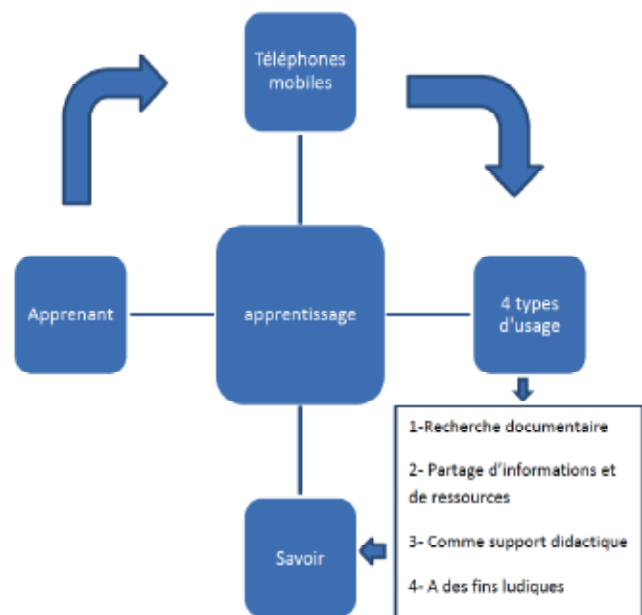 Téléphones
mobiles
Apprenant
apprentissage
4 types
d'usage
1-Recherche documentaire
2- Partage d'informations et
de ressources
3- Comme support didactique
4- A des fins ludiques
Savoir